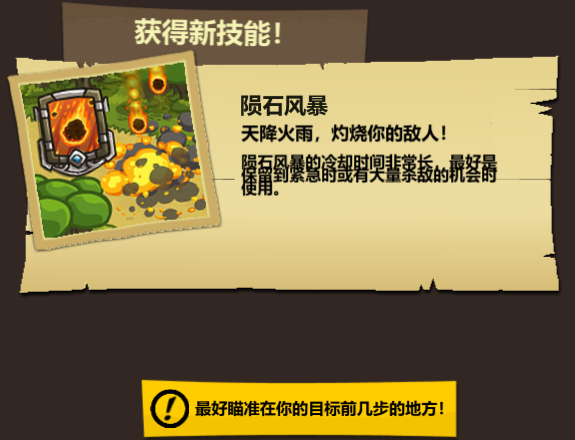 获得新技能！
陨石风暴
天降火雨，灼烧你的敌人！
陨石风暴的冷却时间非常长，最好是
保留到紧急时或有大量杀敌的机会时
使用。
最好瞄准在你的目标前几步的地方！